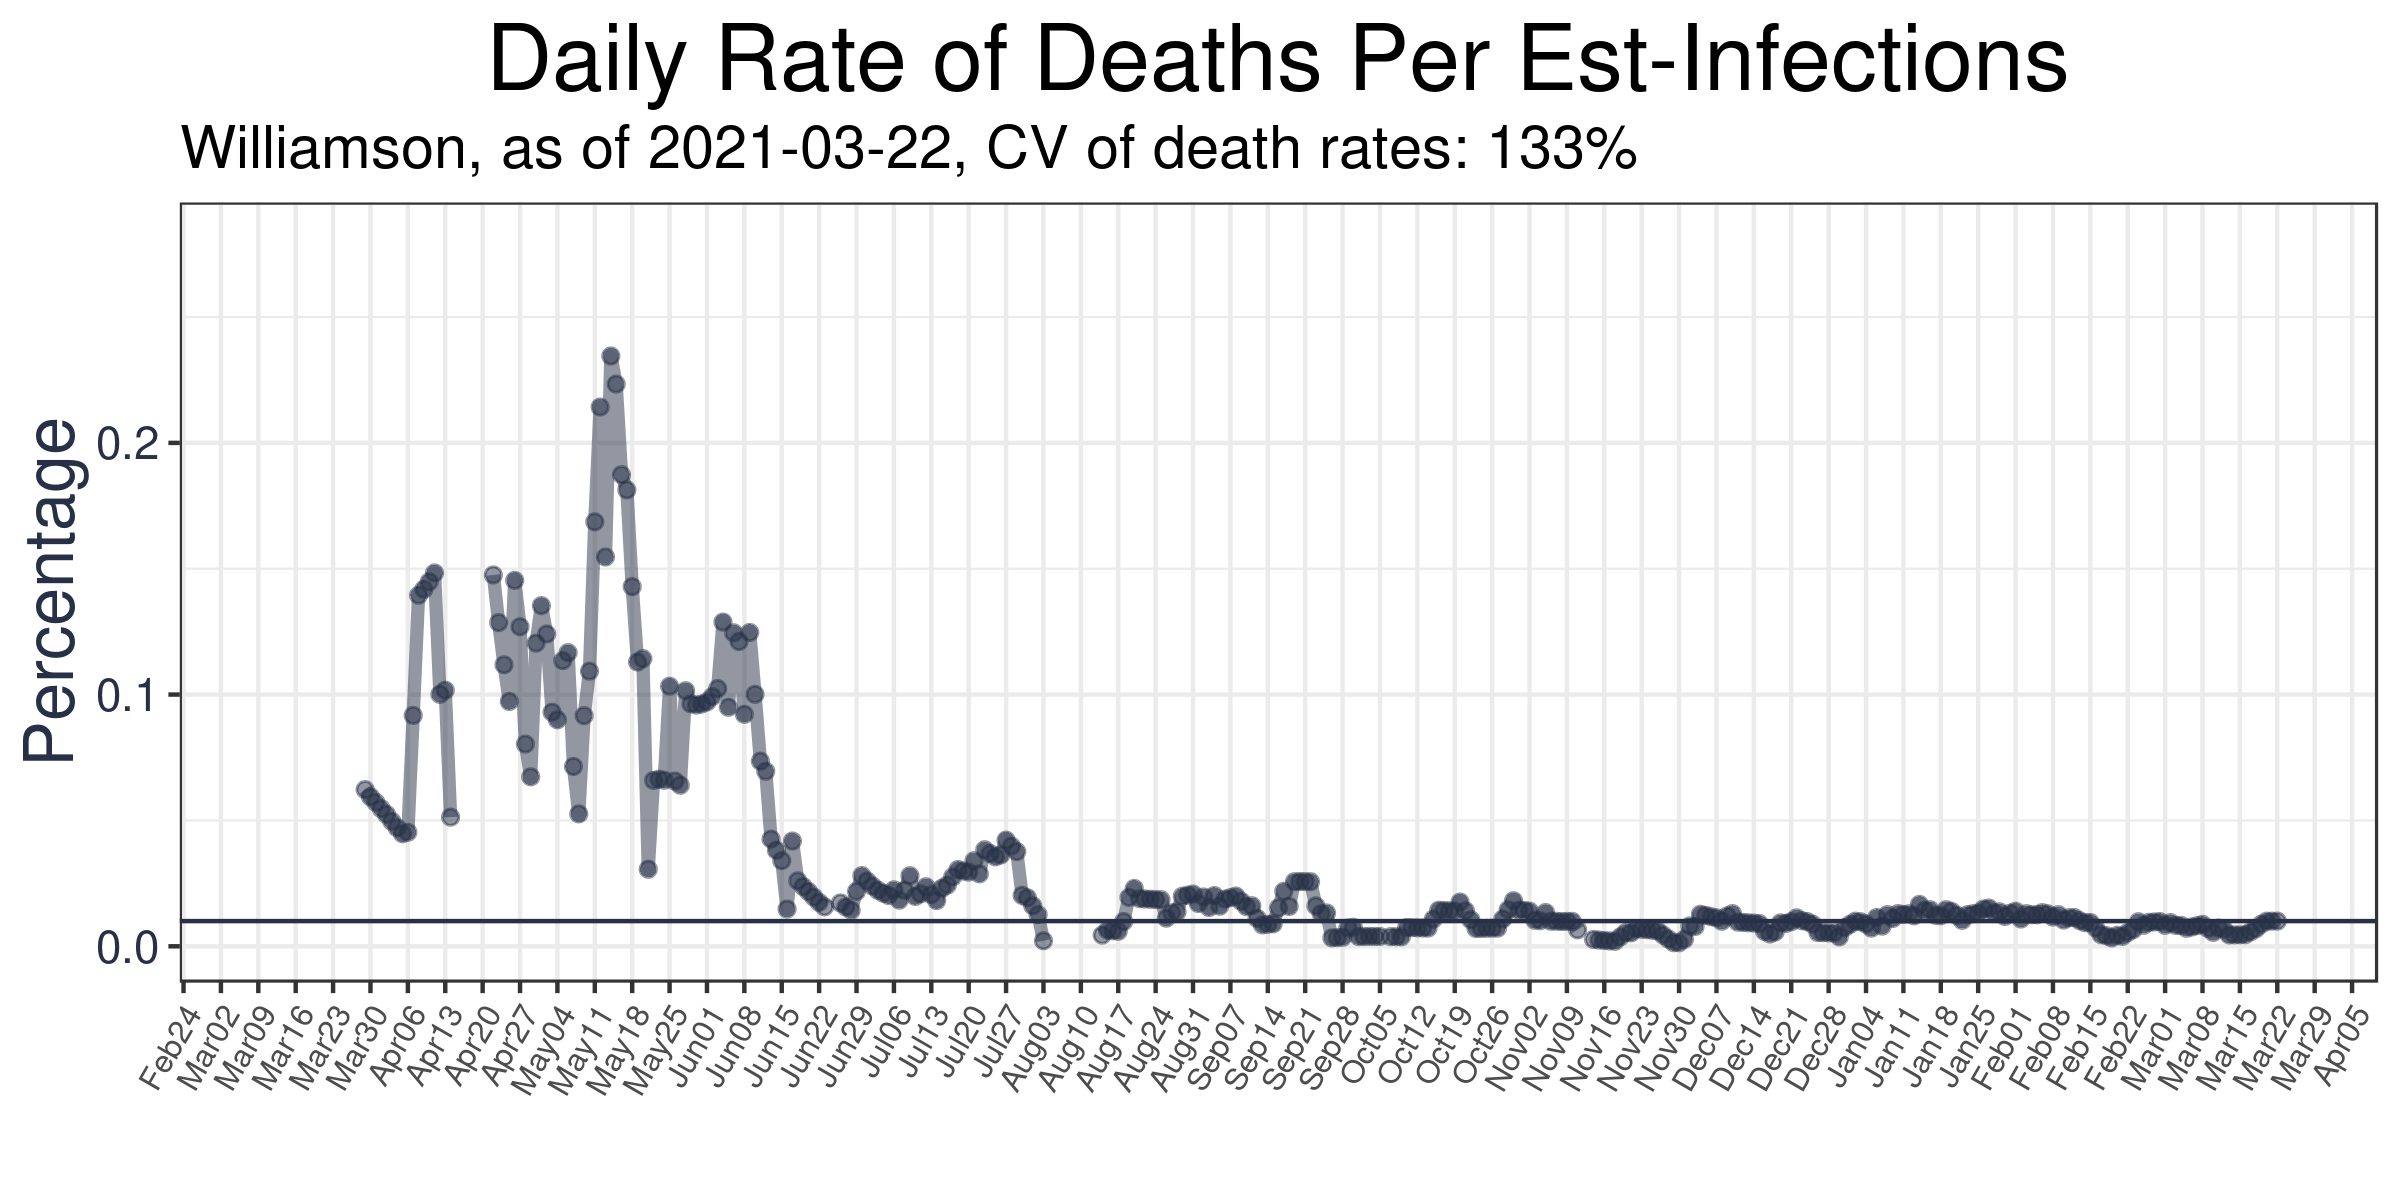 Daily Rate of Deaths Per Est-Infections
Williamson, as of 2021-03-22, CV of death rates: 133%
Percentage
0.2
0.1
0.0
Feb24
Mar02
Mar09
Mar16
Mar23
Mar30
Apr06
Apr13
Apr20
Apr27
May04
May11
May18
May25
Jun01
Jun08
Jun15
Jun22
Jun29
Jul06
Jul13
Jul20
Jul27
Aug03
Aug10
Aug17
Aug24
Aug31
Sep07
Sep14
Sep21
Sep28
Oct05
Oct12
Oct19
Oct26
Nov02
Nov09
Nov16
Nov23
Nov30
Dec07
Dec14
Dec21
Dec28
Jan04
Jan11
Jan18
Jan25
Feb01
Feb08
Feb15
Feb22
Mar01
Mar08
Mar15
Mar22
Mar29
Apr05